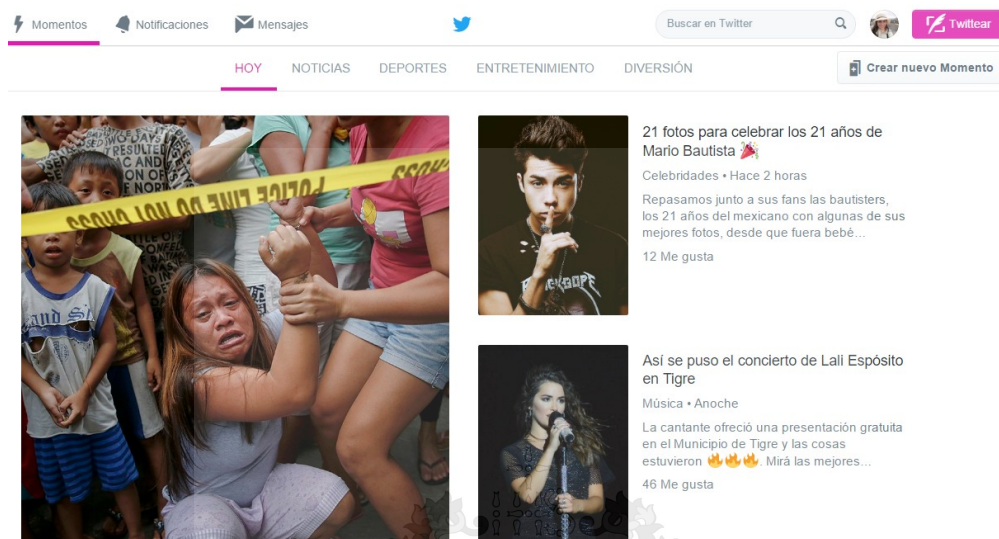 Momentos
Notificaciones
Mensajes
Buscar en Twitter
Twittear
HOY
NOTICIAS
DEPORTES
ENTRETENIMIENTO
DIVERSIÓN
Crear nuevo Momento
POLICE LINE DO NOT CROSS
CROSS
and S
21 fotos para celebrar los 21 años de
Mario Bautista 🎉
Celebridades • Hace 2 horas
Repasamos junto a sus fans las bautisters,
los 21 años del mexicano con algunas de sus
mejores fotos, desde que fuera bebé...
12 Me gusta
Así se puso el concierto de Lali Espósito
en Tigre
Música • Anoche
La cantante ofreció una presentación gratuita
en el Municipio de Tigre y las cosas
estuvieron 🔥🔥🔥. Mirá las mejores...
46 Me gusta